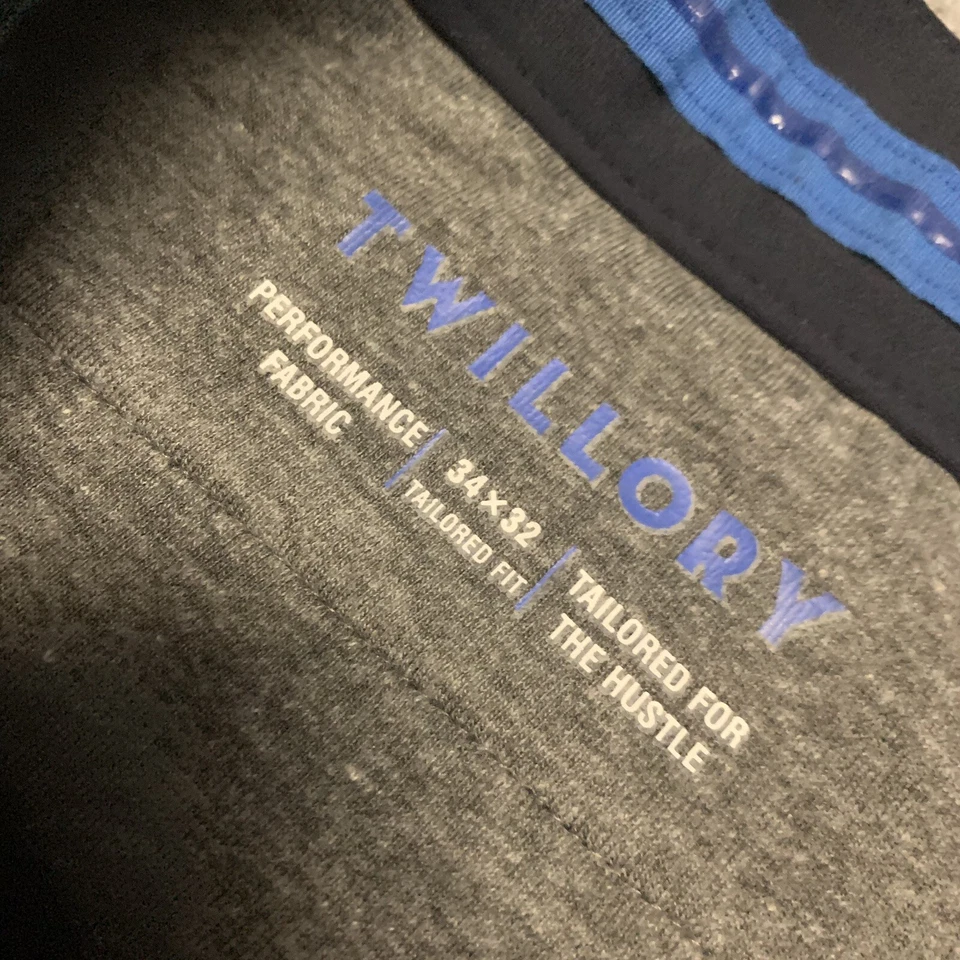 TWILLORY
PERFORMANCE
FABRIC
34×32
TAILORED FIT
TAILORED FOR
THE HUSTLE